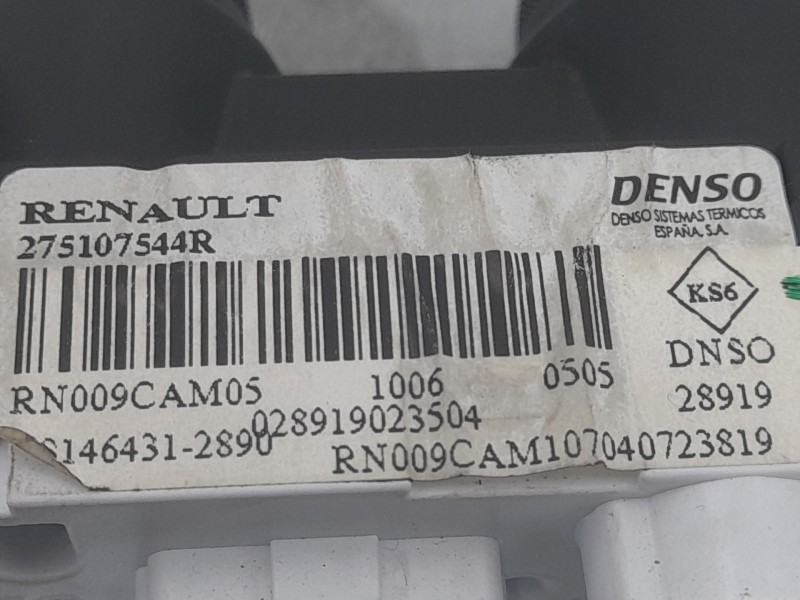 RENAULT
275107544R
DENSO
DENSO SISTEMAS TERMICOS
ESPAÑA, S.A.
KS6
DNSO
RN009CAM05 1006 0505
28919
028919023504
146431-2890
RN009CAM107040723819